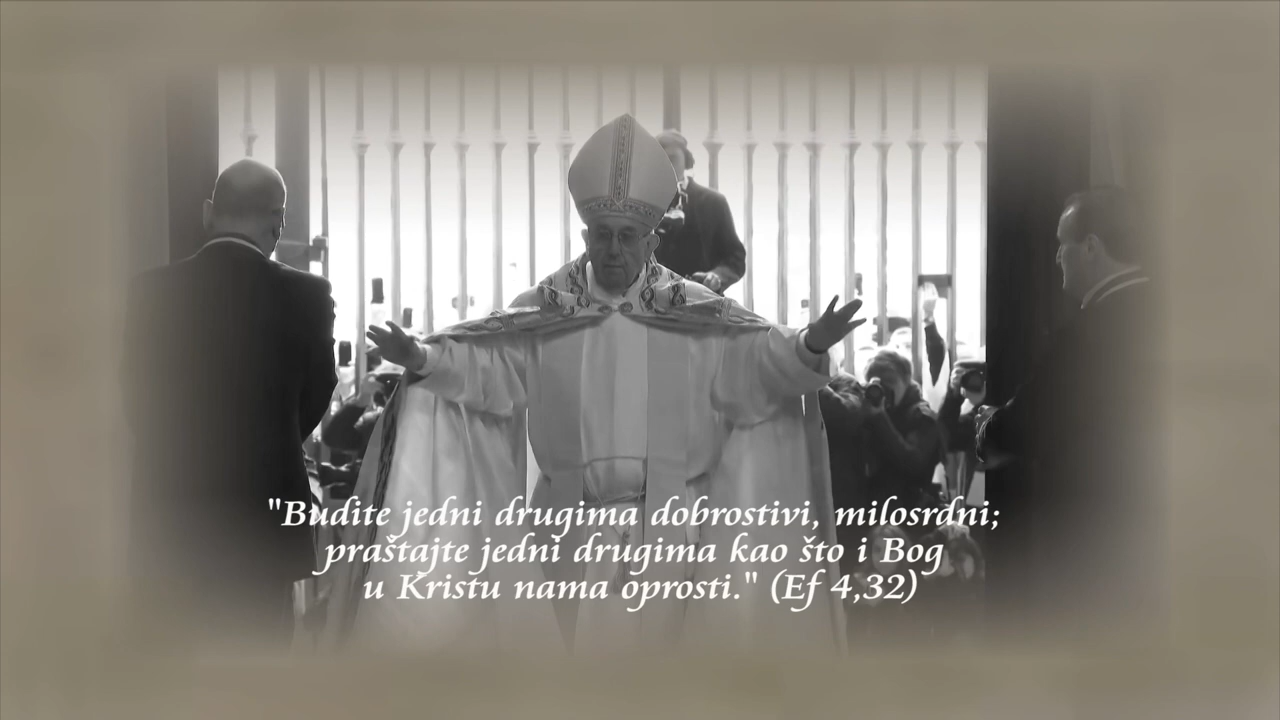 "Budite jedni drugima dobrostivi, milosrdni;
praštajte jedni drugima kao što i Bog
u Kristu nama oprosti." (Ef 4,32)